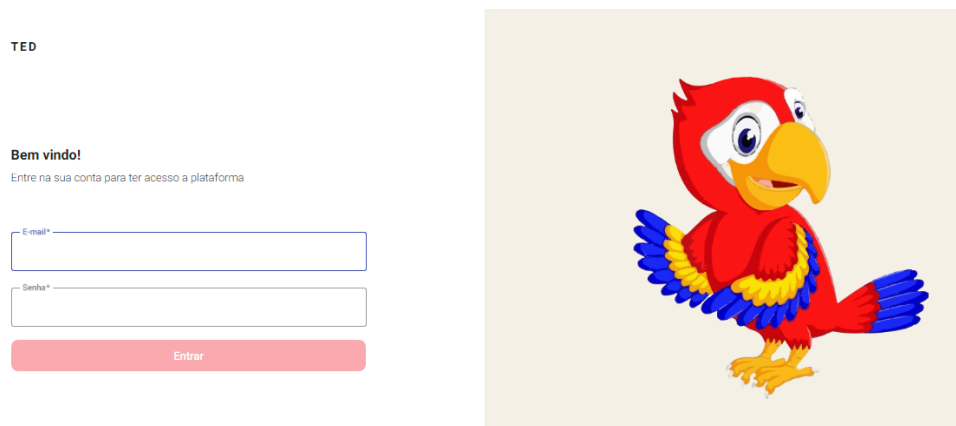 TED
Bem vindo!
Entre na sua conta para ter acesso a plataforma
E-mail*
Senha*
Entrar